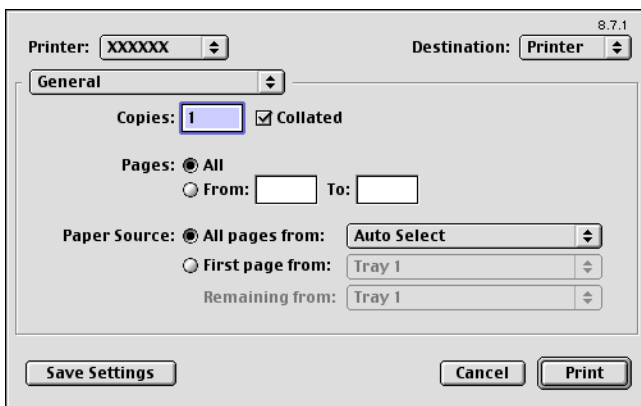 8.7.1
Printer: XXXXXX Destination: Printer
General
Copies: 1 Collated
Pages: All
From: To:
Paper Source: All pages from: Auto Select
First page from: Tray 1
Remaining from: Tray 1
Save Settings Cancel Print